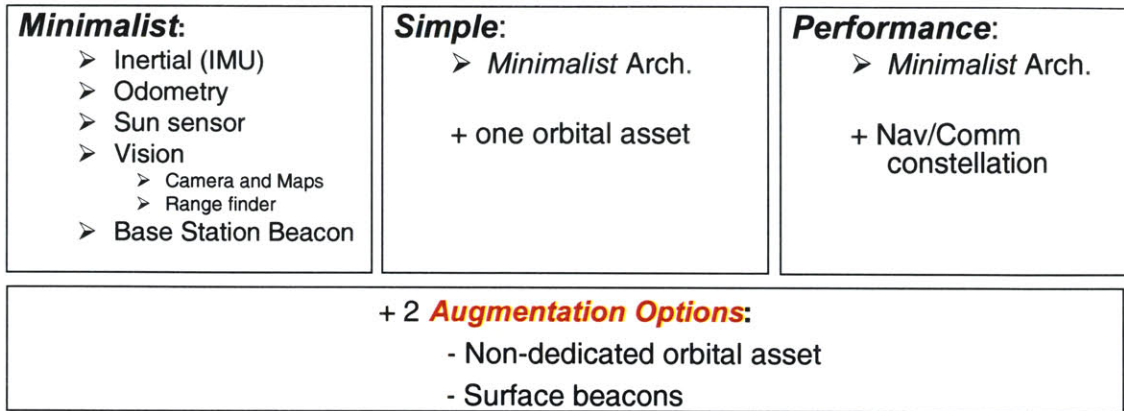 Minimalist:
➢ Inertial (IMU)
➢ Odometry
➢ Sun sensor
➢ Vision
➢ Camera and Maps
➢ Range finder
➢ Base Station Beacon
Simple:
➢ Minimalist Arch.
+ one orbital asset
Performance:
➢ Minimalist Arch.
+ Nav/Comm
constellation
+ 2 Augmentation Options:
- Non-dedicated orbital asset
- Surface beacons